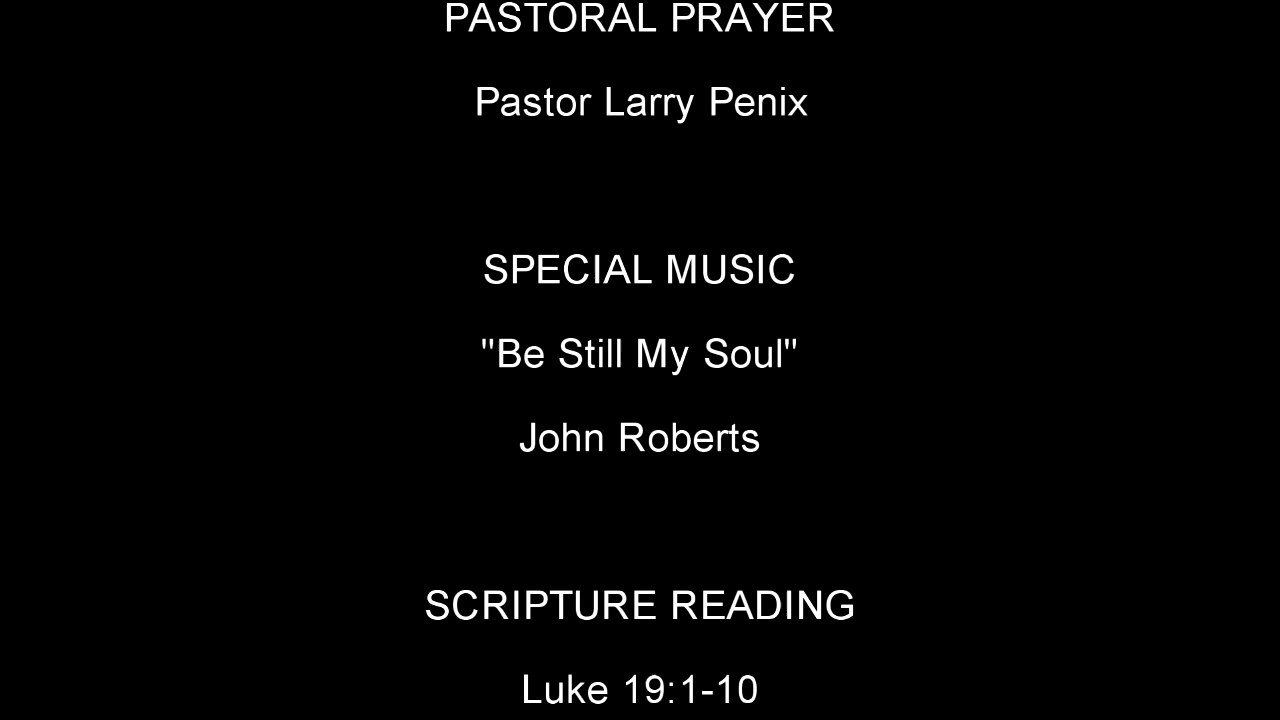 PASTORAL PRAYER
Pastor Larry Penix
SPECIAL MUSIC
"Be Still My Soul"
John Roberts
SCRIPTURE READING
Luke 19:1-10